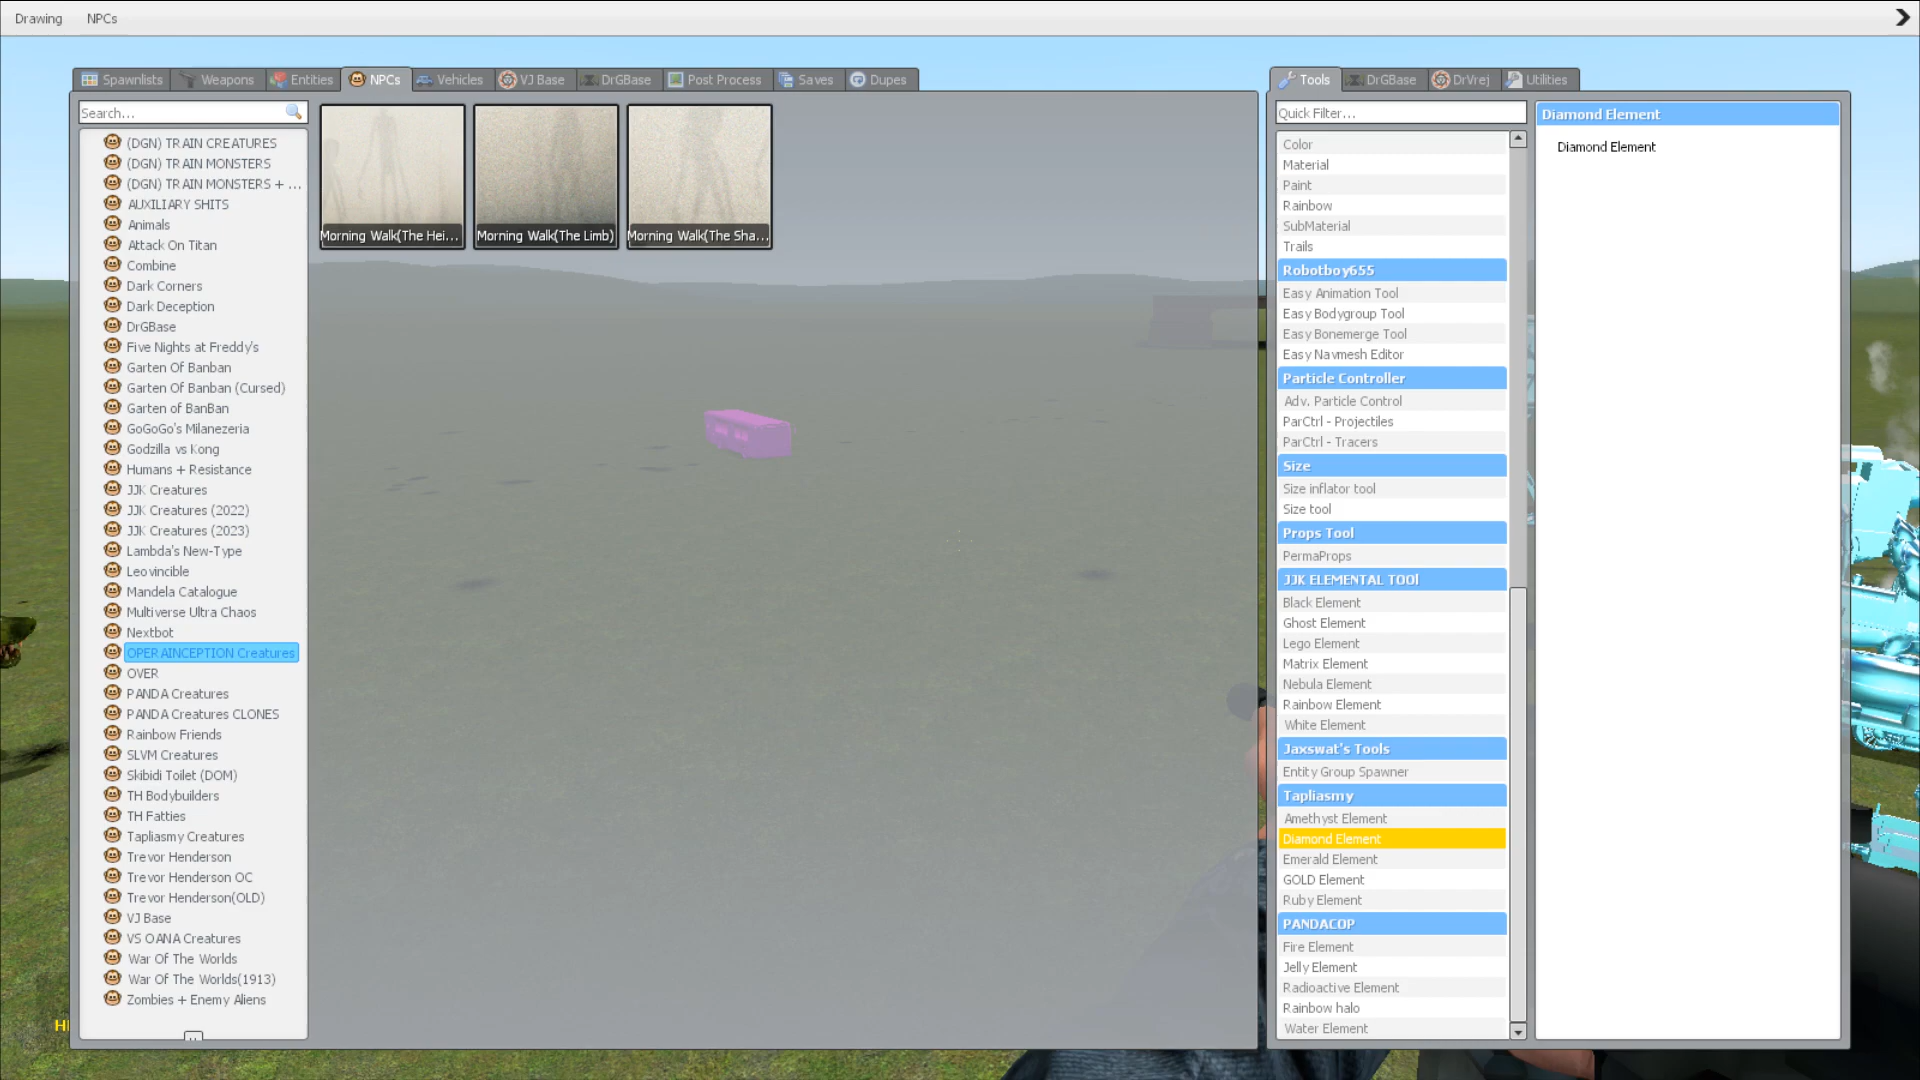 Drawing NPCs
Spawnlists Weapons Entities NPCs Vehicles VJ Base DrGBase Post Process Saves Dupes
Search...
(DGN) TRAIN CREATURES
(DGN) TRAIN MONSTERS
(DGN) TRAIN MONSTERS + ...
AUXILIARY SHITS
Animals
Attack On Titan
Combine
Dark Corners
Dark Deception
DrGBase
Five Nights at Freddy's
Garten Of Banban
Garten Of Banban (Cursed)
Garten of BanBan
GoGoGo's Milanezeria
Godzilla vs Kong
Humans + Resistance
JJK Creatures
JJK Creatures (2022)
JJK Creatures (2023)
Lambda's New-Type
Leovincible
Mandela Catalogue
Multiverse Ultra Chaos
Nextbot
OPERAINCEPTION Creatures
OVER
PANDA Creatures
PANDA Creatures CLONES
Rainbow Friends
SLVM Creatures
Skibidi Toilet (DOM)
TH Bodybuilders
TH Fatties
Tapliasmy Creatures
Trevor Henderson
Trevor Henderson OC
Trevor Henderson(OLD)
VJ Base
VS OANA Creatures
War Of The Worlds
War Of The Worlds(1913)
Zombies + Enemy Aliens
Morning Walk(The Hei...
Morning Walk(The Limb)
Morning Walk(The Sha...
Tools DrGBase DrVrej Utilities
Quick Filter...
Color
Material
Paint
Rainbow
SubMaterial
Trails
Robotboy655
Easy Animation Tool
Easy Bodygroup Tool
Easy Bonemerge Tool
Easy Navmesh Editor
Particle Controller
Adv. Particle Control
ParCtrl - Projectiles
ParCtrl - Tracers
Size
Size inflator tool
Size tool
Props Tool
PermaProps
JJK ELEMENTAL TOOl
Black Element
Ghost Element
Lego Element
Matrix Element
Nebula Element
Rainbow Element
White Element
Jaxswat's Tools
Entity Group Spawner
Tapliasmy
Amethyst Element
Diamond Element
Emerald Element
GOLD Element
Ruby Element
PANDACOP
Fire Element
Jelly Element
Radioactive Element
Rainbow halo
Water Element
Diamond Element
Diamond Element